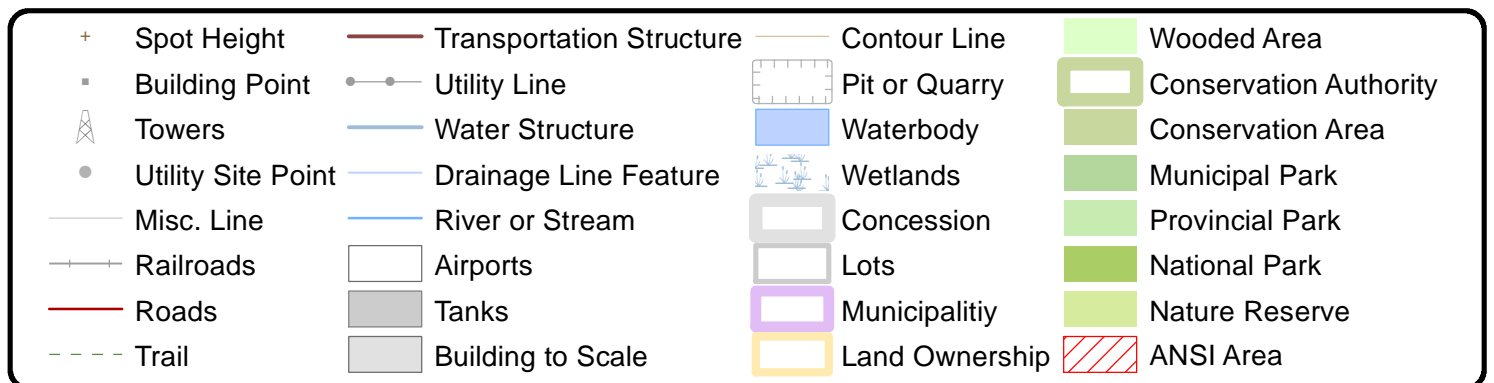 Spot Height
Building Point
Towers
Utility Site Point
Misc. Line
Railroads
Roads
Trail
Transportation Structure
Utility Line
Water Structure
Drainage Line Feature
River or Stream
Airports
Tanks
Building to Scale
Contour Line
Pit or Quarry
Waterbody
Wetlands
Concession
Lots
Municipalitiy
Land Ownership
Wooded Area
Conservation Authority
Conservation Area
Municipal Park
Provincial Park
National Park
Nature Reserve
ANSI Area